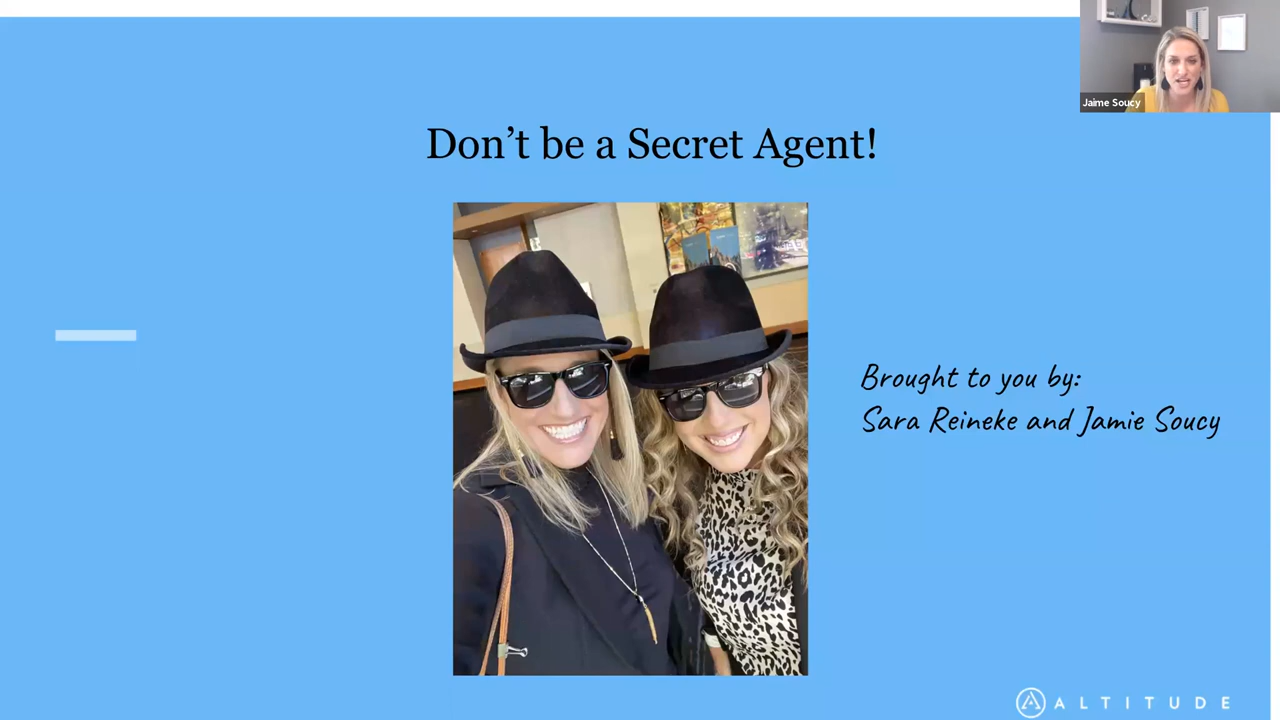 Jaime Soucy
Don’t be a Secret Agent!
Brought to you by:
Sara Reineke and Jamie Soucy
ALTITUDE